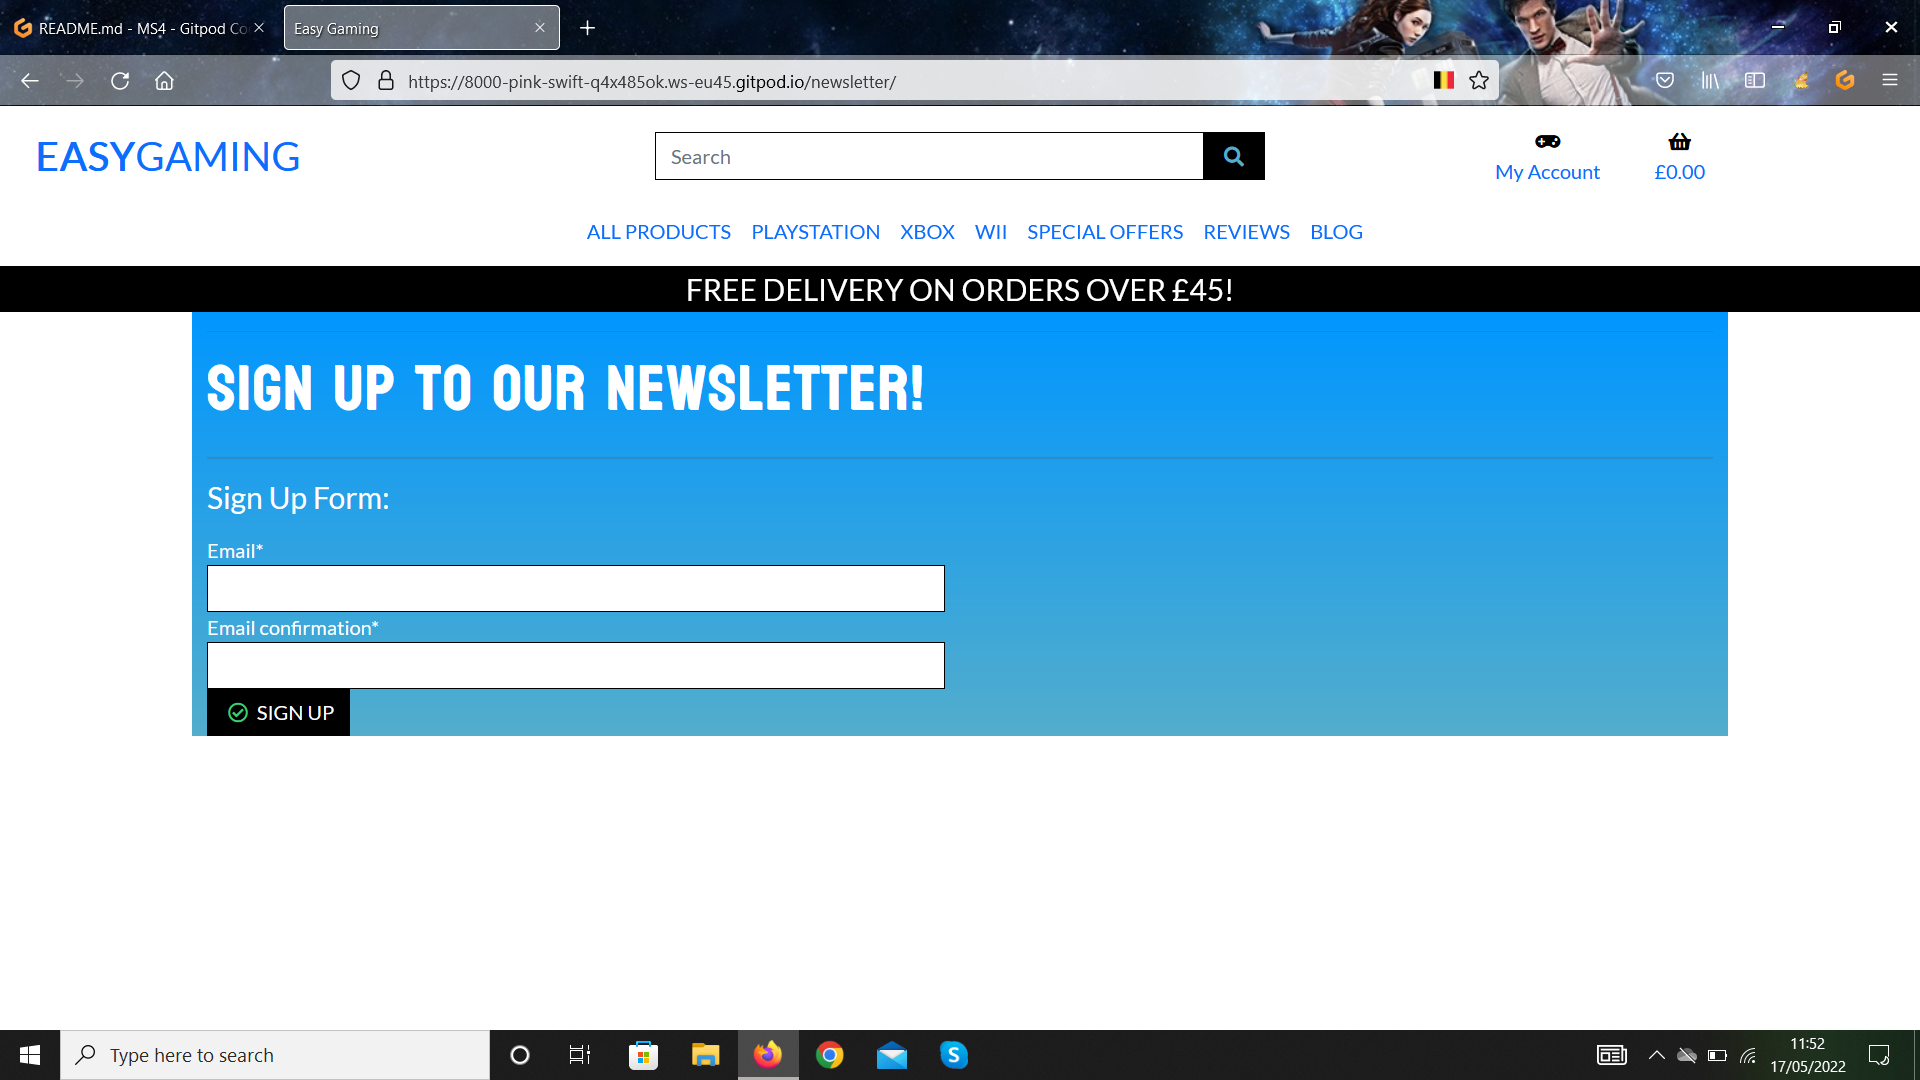 README.md - MS4 - Gitpod Co
Easy Gaming
https://8000-pink-swift-q4x485ok.ws-eu45.gitpod.io/newsletter/
EASYGAMING
Search
My Account
£0.00
ALL PRODUCTS PLAYSTATION XBOX WII SPECIAL OFFERS REVIEWS BLOG
FREE DELIVERY ON ORDERS OVER £45!
SIGN UP TO OUR NEWSLETTER!
Sign Up Form:
Email*
Email confirmation*
SIGN UP
Type here to search
11:52
17/05/2022